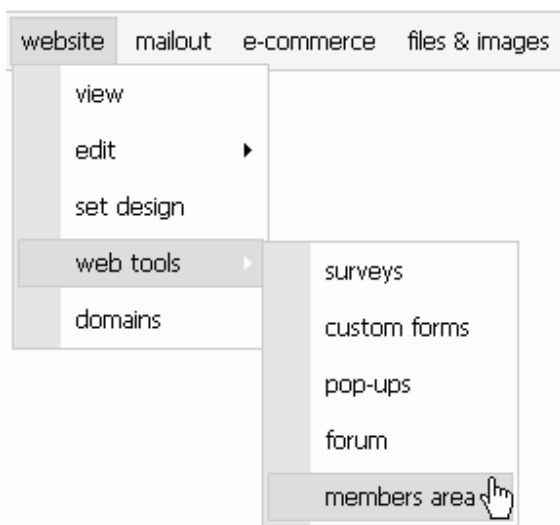 website mailout e-commerce files & images
view
edit
set design
web tools
domains
surveys
custom forms
pop-ups
forum
members area